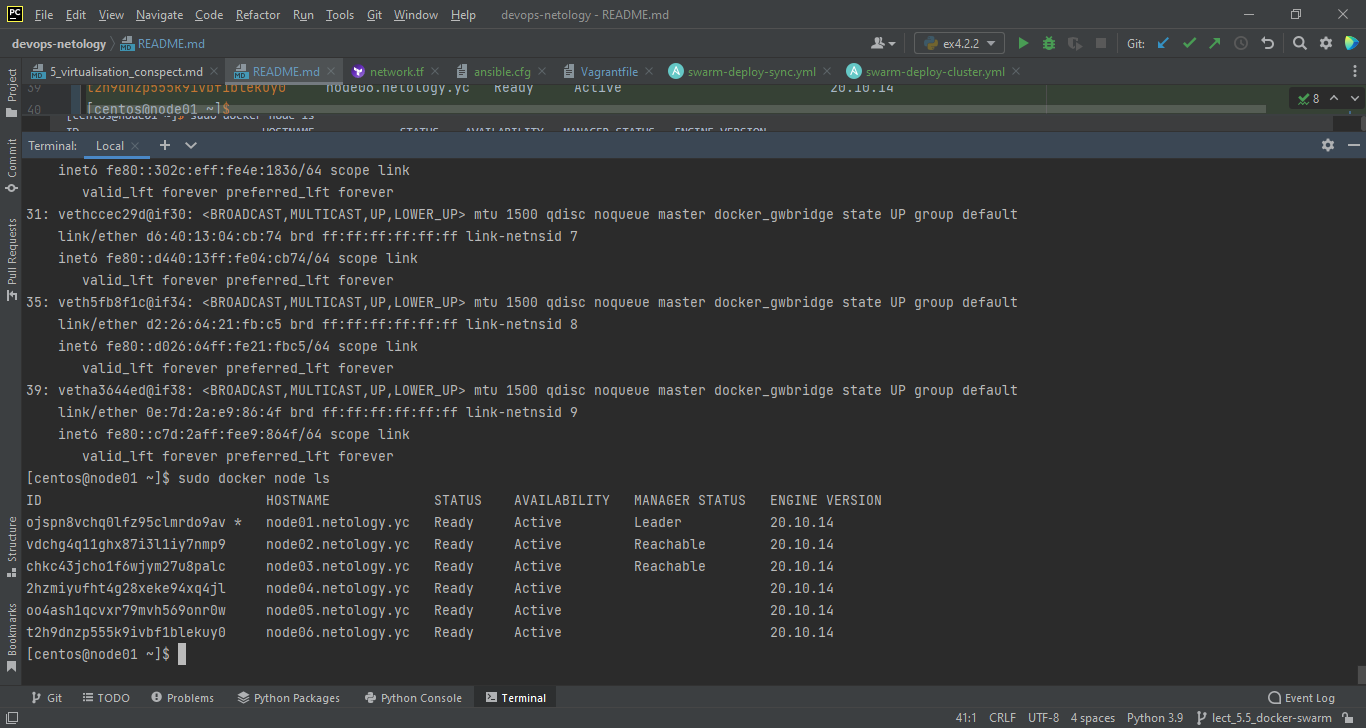 PC File Edit View Navigate Code Refactor Run Tools Git Window Help devops-netology - README.md
devops-netology README.md ex4.2.2 Git:
5_virtualisation_conspect.md README.md network.tf ansible.cfg Vagrantfile swarm-deploy-sync.yml swarm-deploy-cluster.yml
39 t2h9dnzp555k9ivbf1blekuy0 node06.netology.yc Ready Active 20.10.14
40 [centos@node01 ~]$
8
[centos@node01 ~]$ sudo docker node ls
ID HOSTNAME STATUS AVAILABILITY MANAGER STATUS ENGINE VERSION
Terminal: Local
inet6 fe80::302c:eff:fe4e:1836/64 scope link
valid_lft forever preferred_lft forever
31: vethccec29d@if30: <BROADCAST,MULTICAST,UP,LOWER_UP> mtu 1500 qdisc noqueue master docker_gwbridge state UP group default
link/ether d6:40:13:04:cb:74 brd ff:ff:ff:ff:ff:ff link-netnsid 7
inet6 fe80::d440:13ff:fe04:cb74/64 scope link
valid_lft forever preferred_lft forever
35: veth5fb8f1c@if34: <BROADCAST,MULTICAST,UP,LOWER_UP> mtu 1500 qdisc noqueue master docker_gwbridge state UP group default
link/ether d2:26:64:21:fb:c5 brd ff:ff:ff:ff:ff:ff link-netnsid 8
inet6 fe80::d026:64ff:fe21:fbc5/64 scope link
valid_lft forever preferred_lft forever
39: vetha3644ed@if38: <BROADCAST,MULTICAST,UP,LOWER_UP> mtu 1500 qdisc noqueue master docker_gwbridge state UP group default
link/ether 0e:7d:2a:e9:86:4f brd ff:ff:ff:ff:ff:ff link-netnsid 9
inet6 fe80::c7d:2aff:fee9:864f/64 scope link
valid_lft forever preferred_lft forever
[centos@node01 ~]$ sudo docker node ls
ID HOSTNAME STATUS AVAILABILITY MANAGER STATUS ENGINE VERSION
ojspn8vchq0lfz95clmrdo9av * node01.netology.yc Ready Active Leader 20.10.14
vdchg4q11ghx87i3l1iy7nmp9 node02.netology.yc Ready Active Reachable 20.10.14
chkc43jcho1f6wjym27u8palc node03.netology.yc Ready Active Reachable 20.10.14
2hzmiyufht4g28xeke94xq4jl node04.netology.yc Ready Active 20.10.14
oo4ash1qcvxr79mvh569onr0w node05.netology.yc Ready Active 20.10.14
t2h9dnzp555k9ivbf1blekuy0 node06.netology.yc Ready Active 20.10.14
[centos@node01 ~]$
Project
Commit
Pull Requests
Structure
Bookmarks
Git TODO Problems Python Packages Python Console Terminal Event Log
41:1 CRLF UTF-8 4 spaces Python 3.9 lect_5.5_docker-swarm